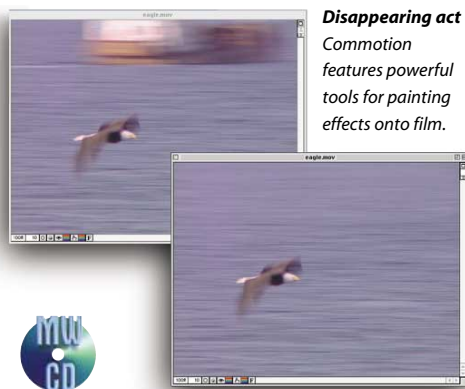 eagle.mov
Disappearing act
Commotion
features powerful
tools for painting
effects onto film.
eagle.mov
MW
CD